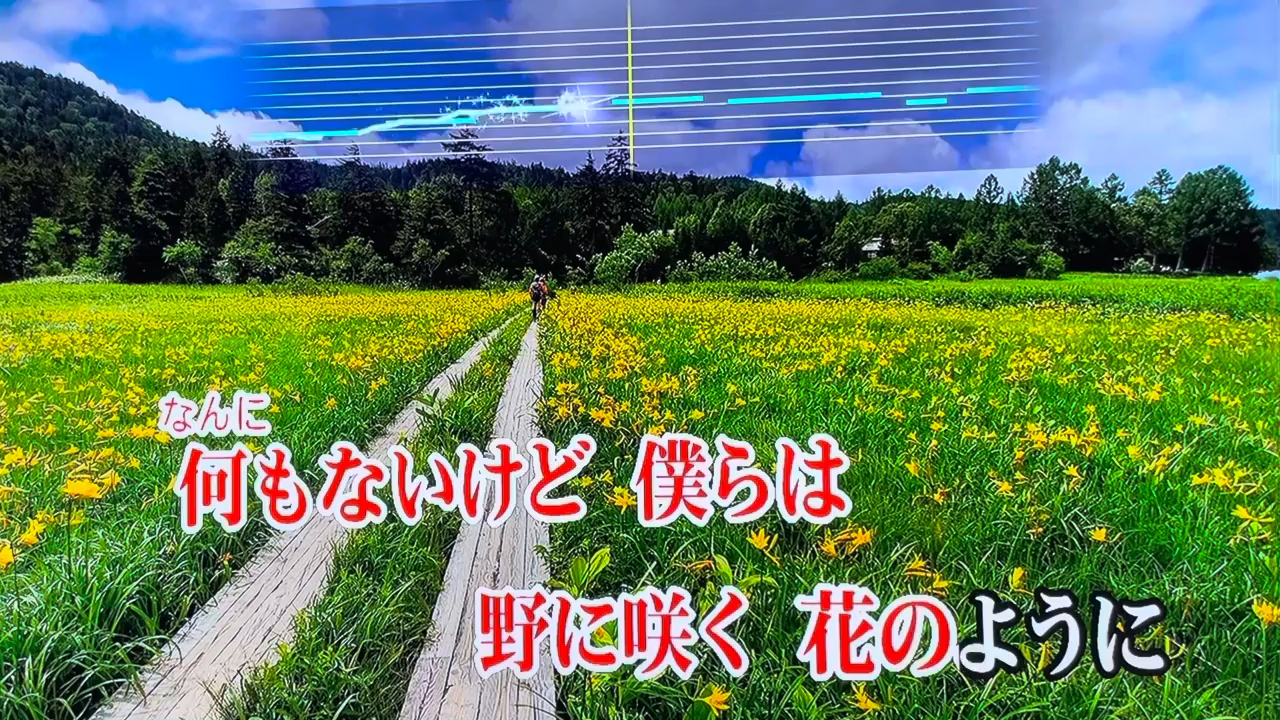 なんに
何もないけど 僕らは
野に咲く 花のように